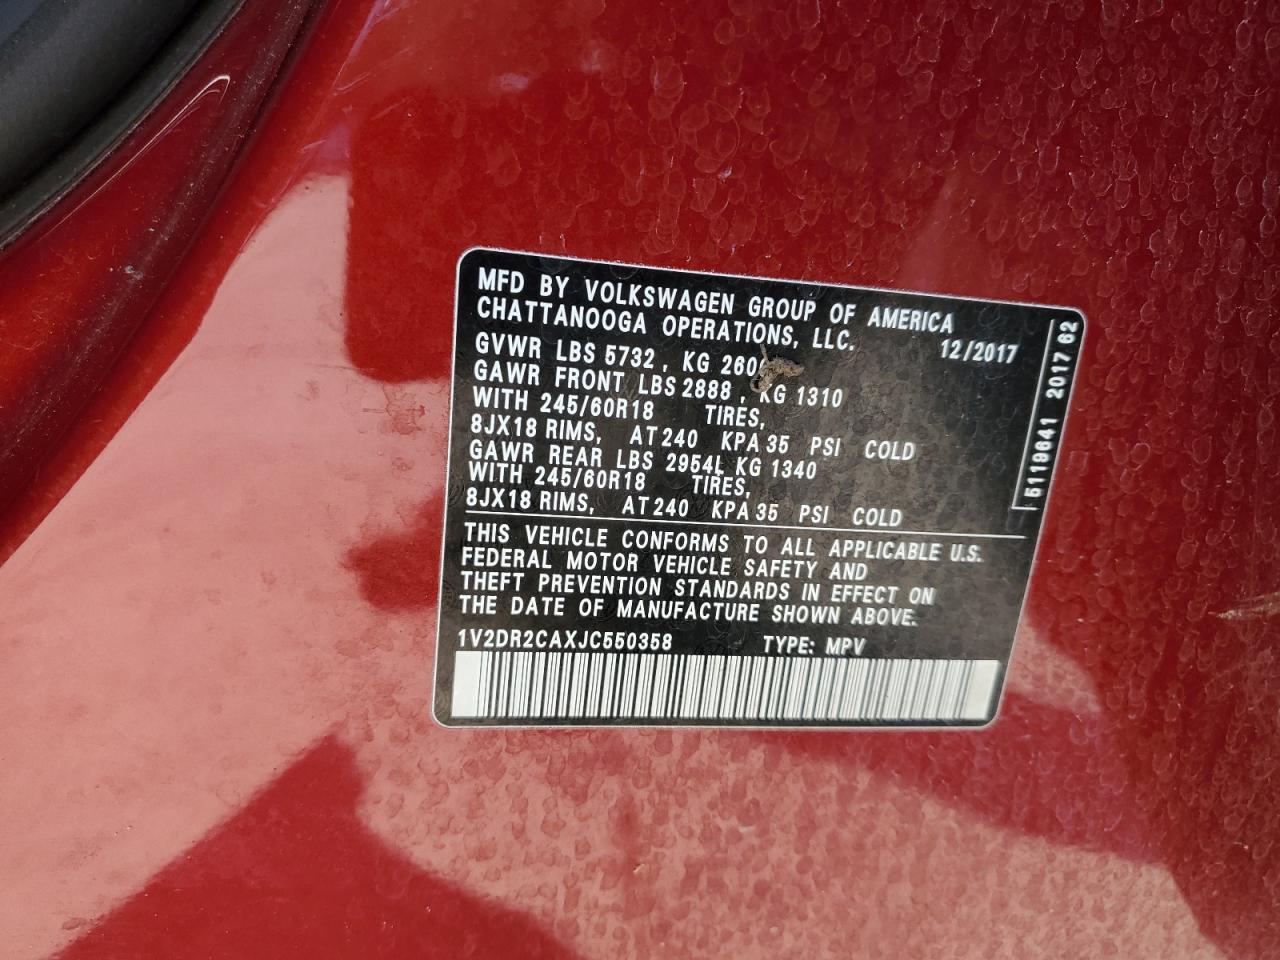 MFD BY VOLKSWAGEN GROUP OF AMERICA
CHATTANOOGA OPERATIONS, LLC.
12/2017
GVWR LBS 5732, KG
GAWR FRONT LBS 2888, KG 1310
WITH 245/60R18 TIRES,
8JX18 RIMS, AT 240 KPA 35 PSI COLD
GAWR REAR LBS 2954, KG 1340
WITH 245/60R18 TIRES,
8JX18 RIMS, AT 240 KPA 35 PSI COLD
THIS VEHICLE CONFORMS TO ALL APPLICABLE U.S.
FEDERAL MOTOR VEHICLE SAFETY AND
THEFT PREVENTION STANDARDS IN EFFECT ON
THE DATE OF MANUFACTURE SHOWN ABOVE.
1V2DR2CAXJC550358 TYPE: MPV
5119641 2017 62